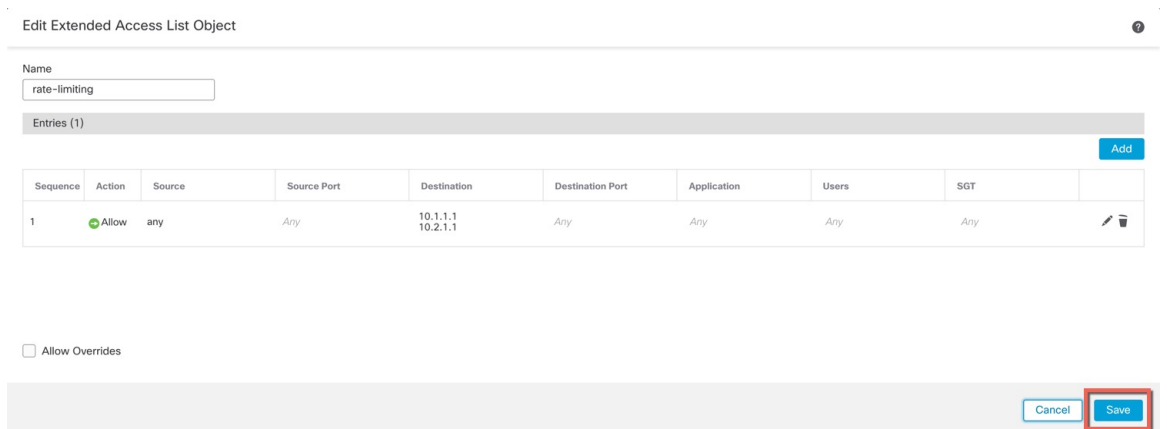 Edit Extended Access List Object
?
Name
rate-limiting
Entries (1)
Add
Sequence Action Source Source Port Destination Destination Port Application Users SGT
1 Allow any Any 10.1.1.1 Any Any Any Any
10.2.1.1
Allow Overrides
Cancel Save